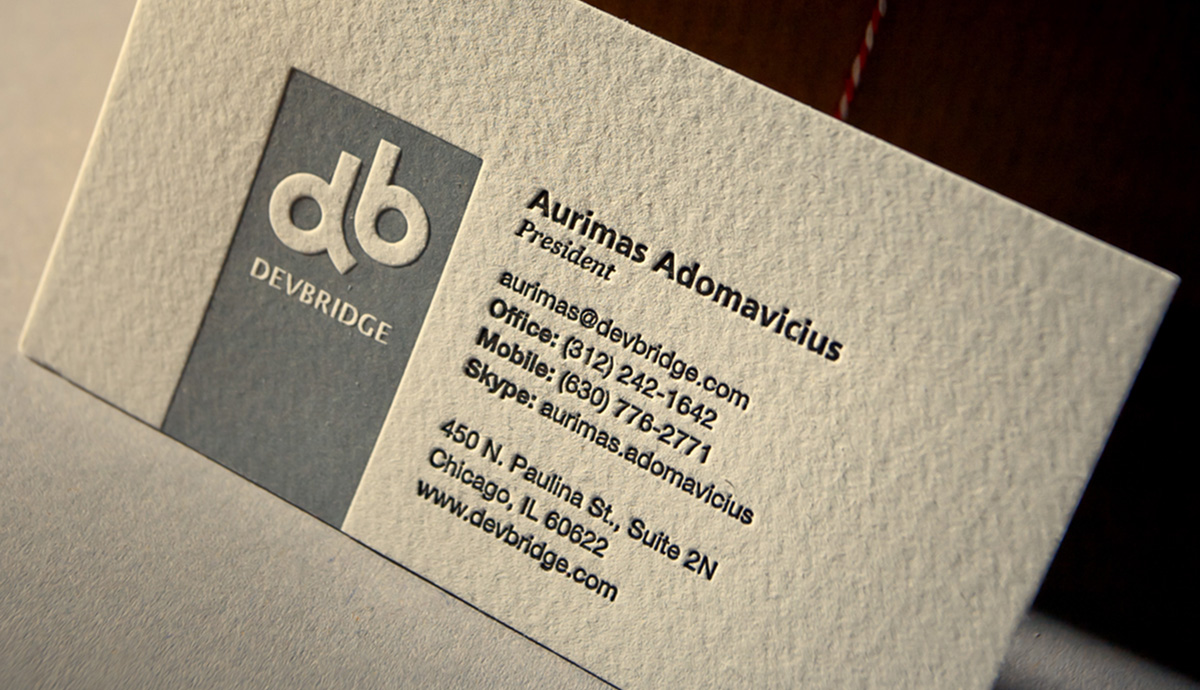 db
DEVBRIDGE
Aurimas Adomavicius
President
aurimas@devbridge.com
Office: (312) 242-1642
Mobile: (630) 776-2771
Skype: aurimas.adomavicius
450 N. Paulina St., Suite 2N
Chicago, IL 60622
www.devbridge.com